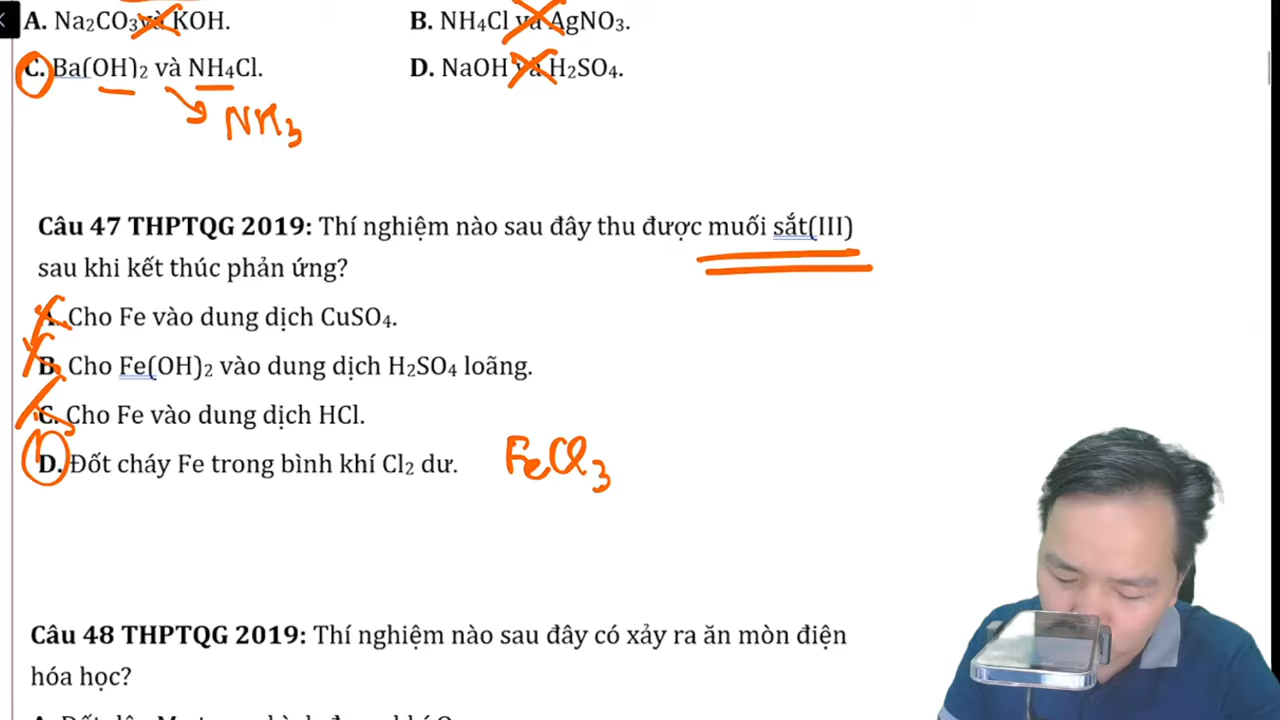 A. Na₂CO₃ và KOH.
B. NH₄Cl và AgNO₃.
C. Ba(OH)₂ và NH₄Cl.
D. NaOH và H₂SO₄.
NH₃
Câu 47 THPTQG 2019: Thí nghiệm nào sau đây thu được muối sắt(III)
sau khi kết thúc phản ứng?
A. Cho Fe vào dung dịch CuSO₄.
B. Cho Fe(OH)₂ vào dung dịch H₂SO₄ loãng.
C. Cho Fe vào dung dịch HCl.
D. Đốt cháy Fe trong bình khí Cl₂ dư.
FeCl₃
Câu 48 THPTQG 2019: Thí nghiệm nào sau đây có xảy ra ăn mòn điện
hóa học?